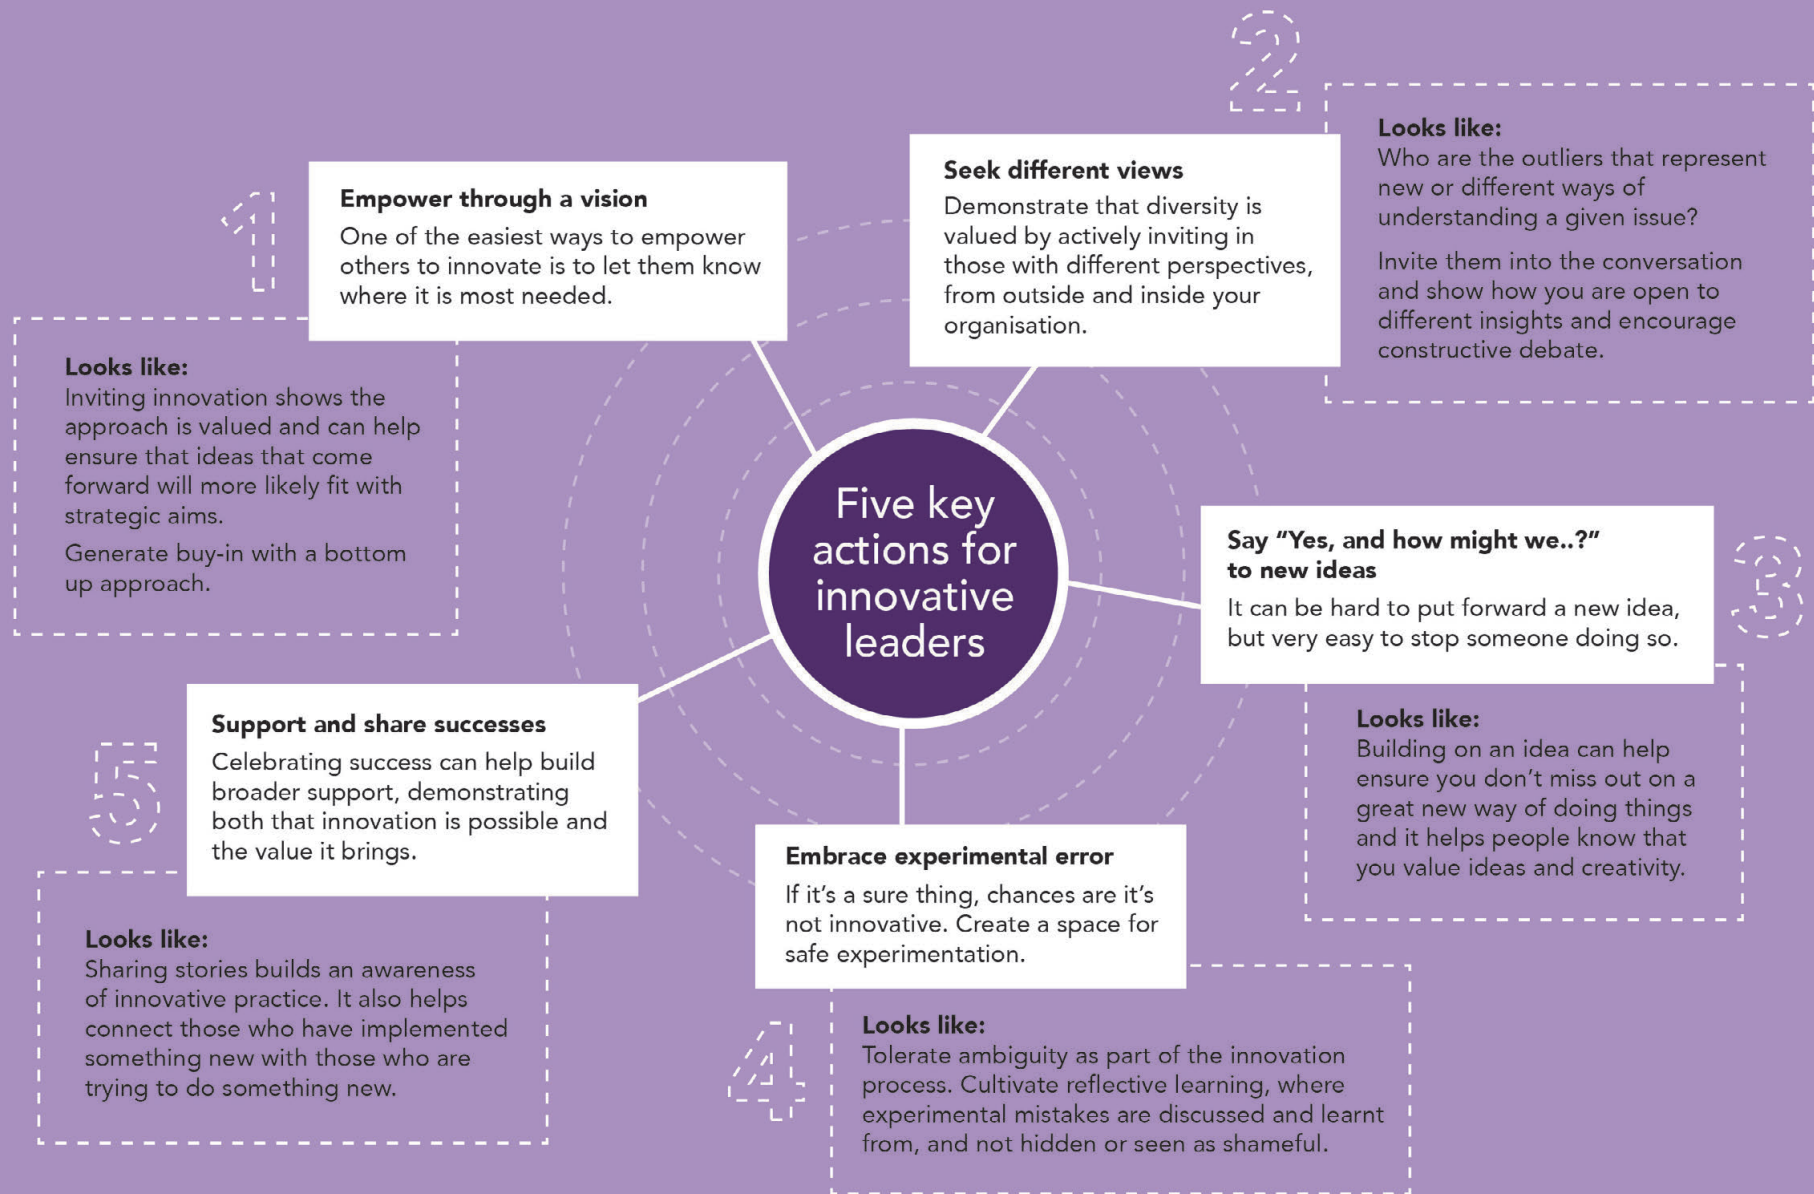 Five key
actions for
innovative
leaders
1
Empower through a vision
One of the easiest ways to empower
others to innovate is to let them know
where it is most needed.
Looks like:
Inviting innovation shows the
approach is valued and can help
ensure that ideas that come
forward will more likely fit with
strategic aims.
Generate buy-in with a bottom
up approach.
2
Seek different views
Demonstrate that diversity is
valued by actively inviting in
those with different perspectives,
from outside and inside your
organisation.
Looks like:
Who are the outliers that represent
new or different ways of
understanding a given issue?
Invite them into the conversation
and show how you are open to
different insights and encourage
constructive debate.
3
Say "Yes, and how might we..?"
to new ideas
It can be hard to put forward a new idea,
but very easy to stop someone doing so.
Looks like:
Building on an idea can help
ensure you don't miss out on a
great new way of doing things
and it helps people know that
you value ideas and creativity.
4
Embrace experimental error
If it's a sure thing, chances are it's
not innovative. Create a space for
safe experimentation.
Looks like:
Tolerate ambiguity as part of the innovation
process. Cultivate reflective learning, where
experimental mistakes are discussed and learnt
from, and not hidden or seen as shameful.
5
Support and share successes
Celebrating success can help build
broader support, demonstrating
both that innovation is possible and
the value it brings.
Looks like:
Sharing stories builds an awareness
of innovative practice. It also helps
connect those who have implemented
something new with those who are
trying to do something new.